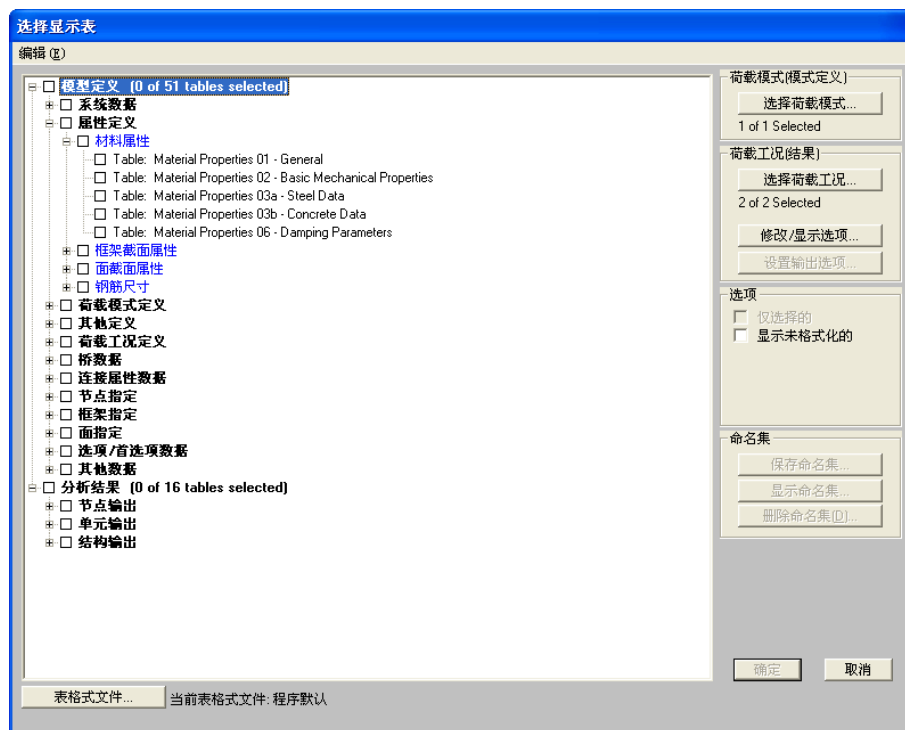 选择显示表
编辑(E)
模型定义 (0 of 51 tables selected)
系统数据
属性定义
材料属性
Table: Material Properties 01 - General
Table: Material Properties 02 - Basic Mechanical Properties
Table: Material Properties 03a - Steel Data
Table: Material Properties 03b - Concrete Data
Table: Material Properties 06 - Damping Parameters
框架截面属性
面截面属性
钢筋尺寸
荷载模式定义
其他定义
荷载工况定义
桥数据
连接属性数据
节点指定
框架指定
面指定
选项/首选项数据
其他数据
分析结果 (0 of 16 tables selected)
节点输出
单元输出
结构输出
荷载模式(模式定义)
选择荷载模式...
1 of 1 Selected
荷载工况(结果)
选择荷载工况...
2 of 2 Selected
修改/显示选项...
设置输出选项...
选项
仅选择的
显示未格式化的
命名集
保存命名集...
显示命名集...
删除命名集(D)...
确定
取消
表格式文件...
当前表格式文件: 程序默认